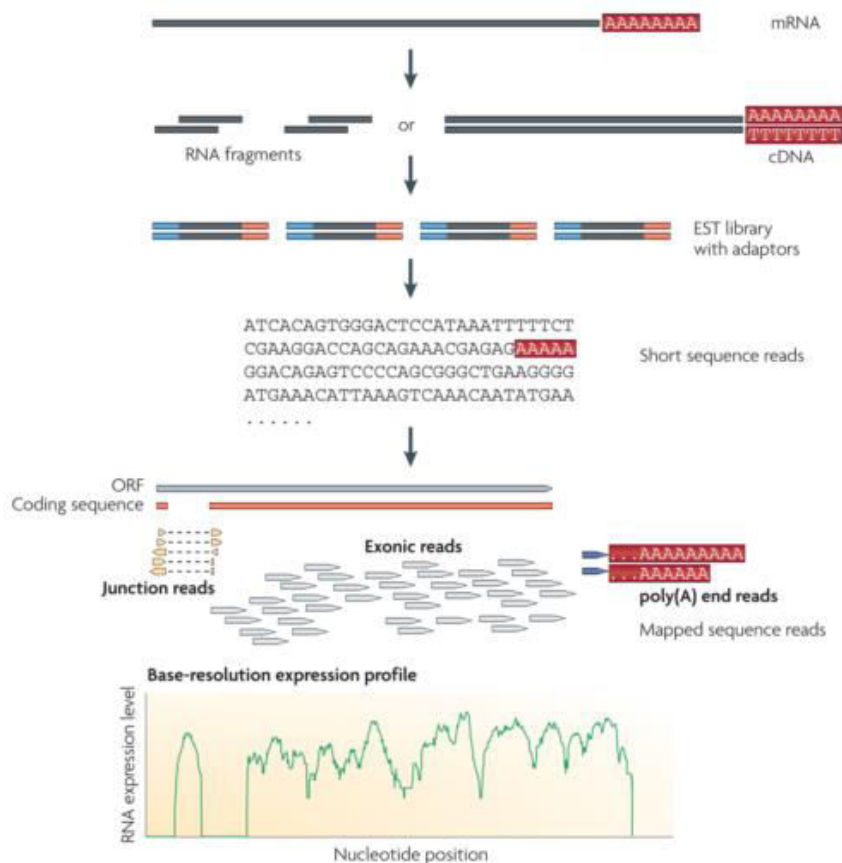 AAAAAAAA mRNA
or
AAAAAAAA
TTTTTTTT
RNA fragments cDNA
EST library
with adaptors
ATCACAGTGGGACTCCATAAATTTTTCT
CGAAGGACCAGCAGAAACGAGAGAAAAA
GGACAGAGTCCCCAGCGGGCTGAAGGGG
ATGAAACATTAAAGTCAAACAATATGAA
. . . . . .
Short sequence reads
ORF
Coding sequence
Junction reads
Exonic reads
...AAAAAAAAA
...AAAAAA
poly(A) end reads
Mapped sequence reads
Base-resolution expression profile
RNA expression level
Nucleotide position